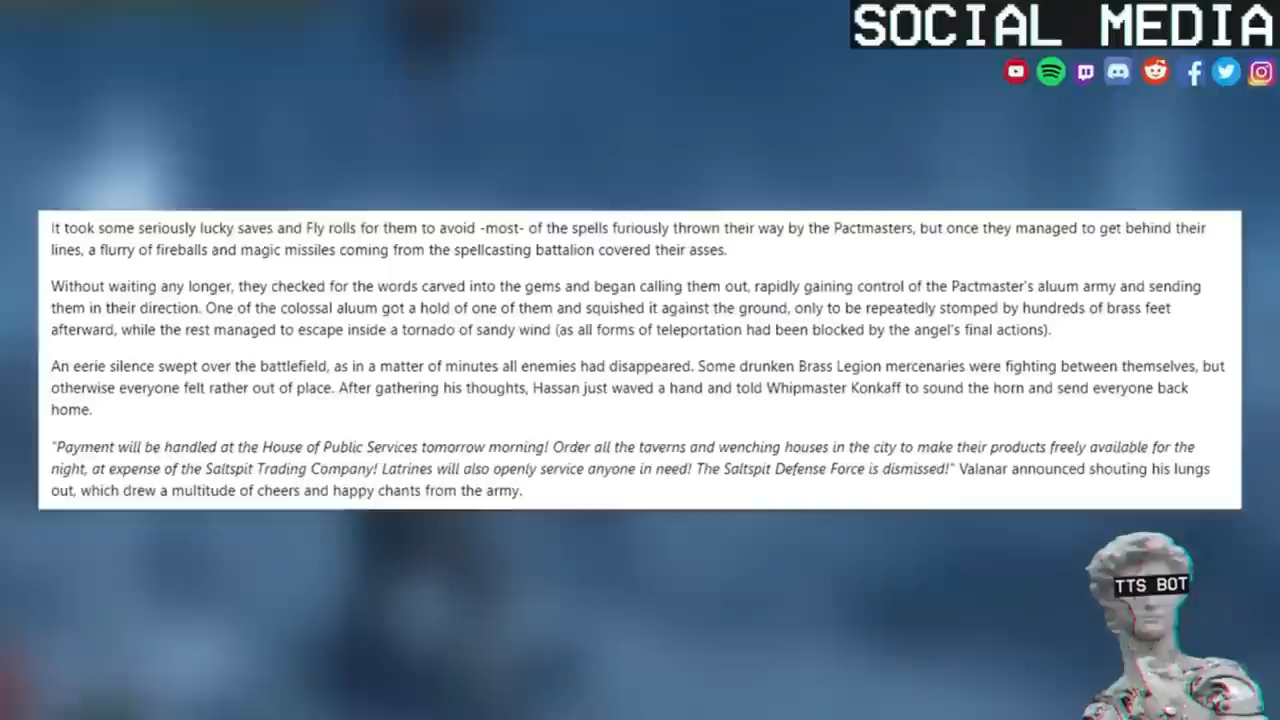 SOCIAL MEDIA
It took some seriously lucky saves and Fly rolls for them to avoid -most- of the spells furiously thrown their way by the Pactmasters, but once they managed to get behind their
lines, a flurry of fireballs and magic missiles coming from the spellcasting battalion covered their asses.
Without waiting any longer, they checked for the words carved into the gems and began calling them out, rapidly gaining control of the Pactmaster's aluum army and sending
them in their direction. One of the colossal aluum got a hold of one of them and squished it against the ground, only to be repeatedly stomped by hundreds of brass feet
afterward, while the rest managed to escape inside a tornado of sandy wind (as all forms of teleportation had been blocked by the angel's final actions).
An eerie silence swept over the battlefield, as in a matter of minutes all enemies had disappeared. Some drunken Brass Legion mercenaries were fighting between themselves, but
otherwise everyone felt rather out of place. After gathering his thoughts, Hassan just waved a hand and told Whipmaster Konkaff to sound the horn and send everyone back
home.
"Payment will be handled at the House of Public Services tomorrow morning! Order all the taverns and wenching houses in the city to make their products freely available for the
night, at expense of the Saltspit Trading Company! Latrines will also openly service anyone in need! The Saltspit Defense Force is dismissed!" Valanar announced shouting his lungs
out, which drew a multitude of cheers and happy chants from the army.
TTS BOT